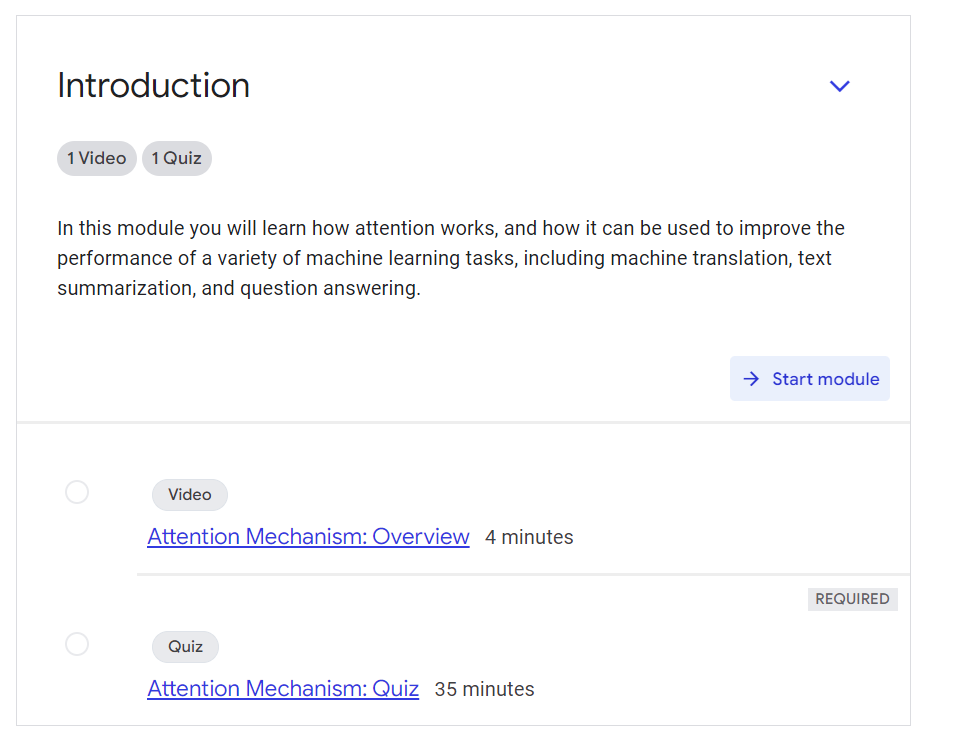 Introduction
1 Video 1 Quiz
In this module you will learn how attention works, and how it can be used to improve the
performance of a variety of machine learning tasks, including machine translation, text
summarization, and question answering.
Start module
Video
Attention Mechanism: Overview 4 minutes
REQUIRED
Quiz
Attention Mechanism: Quiz 35 minutes